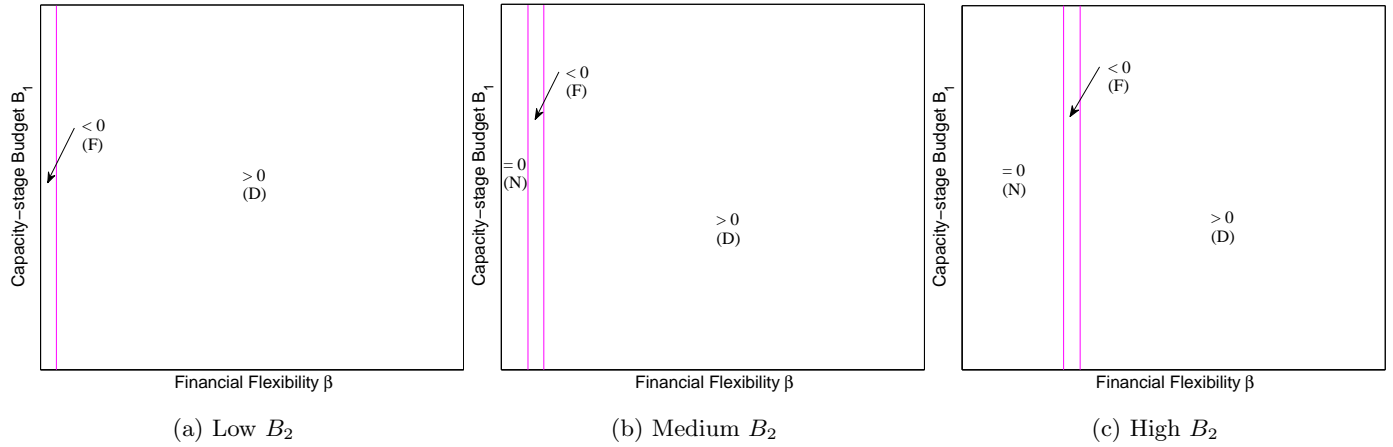 Capacity−stage Budget B1
< 0
(F)
> 0
(D)
Financial Flexibility β
(a) Low B2
Capacity−stage Budget B1
= 0
(N)
< 0
(F)
> 0
(D)
Financial Flexibility β
(b) Medium B2
Capacity−stage Budget B1
= 0
(N)
< 0
(F)
> 0
(D)
Financial Flexibility β
(c) High B2